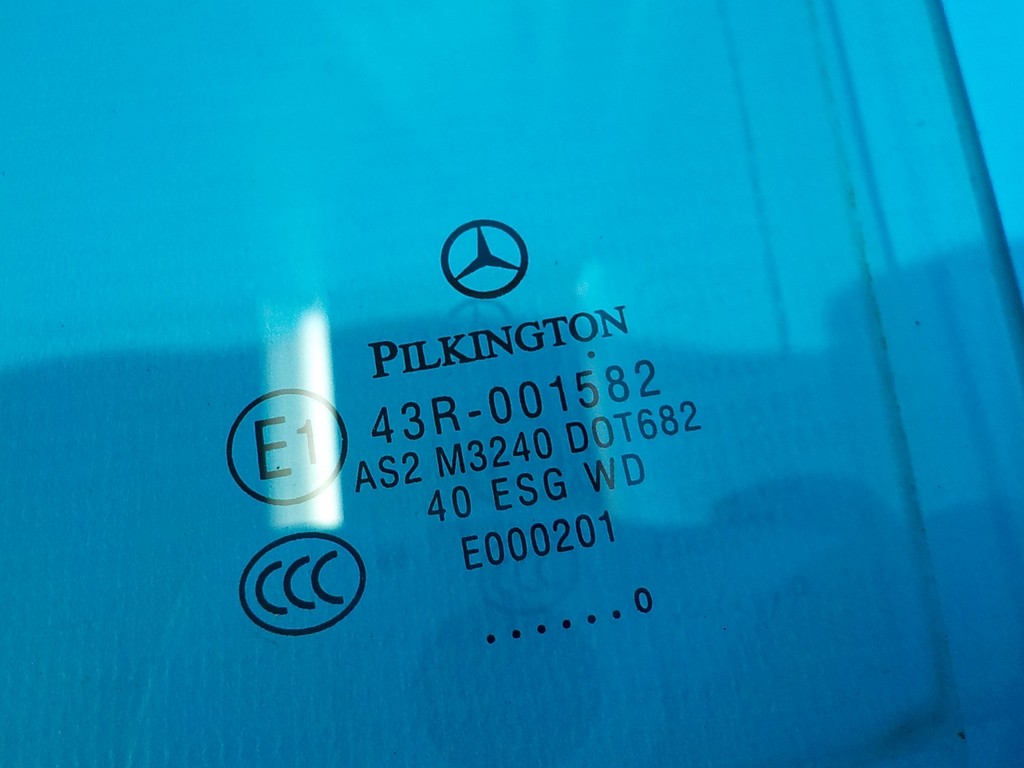 PILKINGTON
E1 43R-001582
AS2 M3240 DOT682
40 ESG WD
E000201
CCC
......0